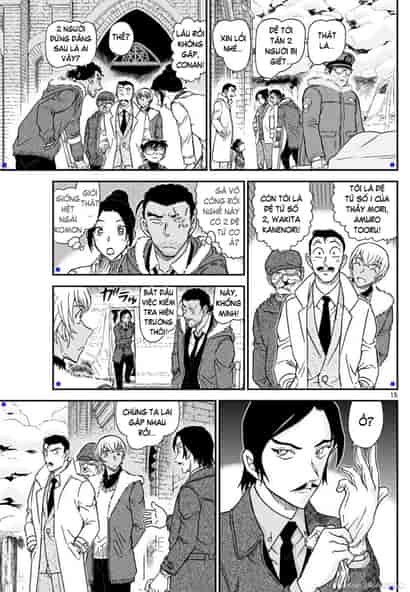 THẬT
LÀ...
ĐỂ TỚI
TẬN 2
NGƯỜI BỊ
GIẾT...
XIN LỖI
NHÉ...
LÂU RỒI
KHÔNG
GẶP,
CONAN!
THẾ?
2 NGƯỜI
ĐỨNG ĐẰNG
SAU LÀ AI
VẬY?
TÔI LÀ
ĐỆ TỬ
SỐ 1 CỦA
THẦY MORI,
AMURO
TOORU!
CÒN TÔI
LÀ ĐỆ
TỬ SỐ
2, WAKITA
KANENORI!
SẢ VÔ
CÔNG RỒI
NGHỀ NÀY
CÓ 2 ĐỆ
TỬ CƠ
À?
GIỎI
THẬT
GIỐNG
HỆT
NGÀI
KOMON
NÀY,
KHỔNG
MINH!
BẮT ĐẦU
VIỆC KIỂM
TRA HIỆN
TRƯỜNG
THÔI!
15
Ồ?
CHÚNG TA LẠI
GẶP NHAU
RỒI...